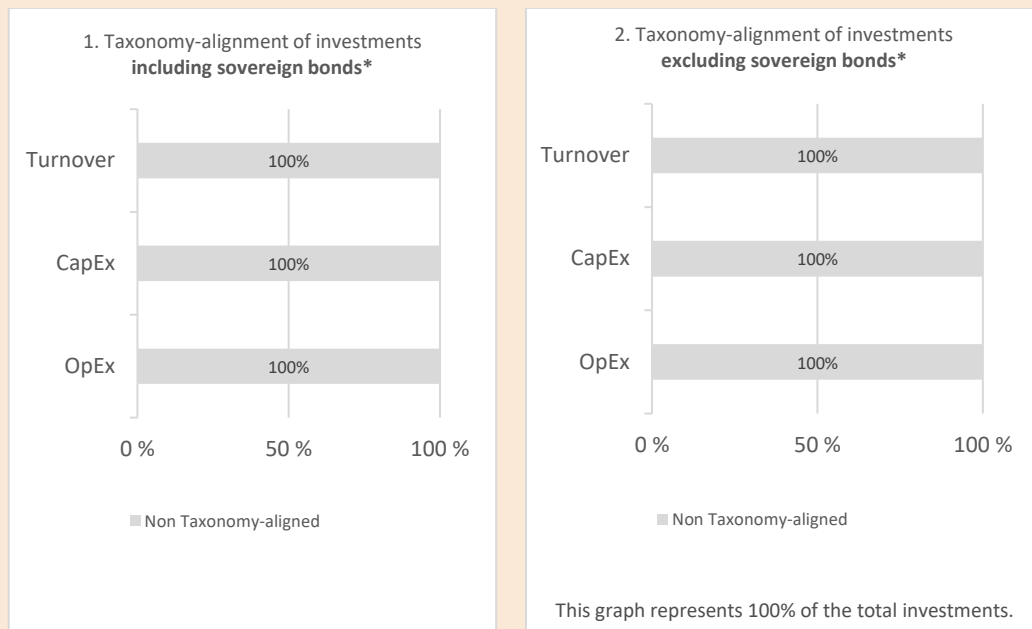 1. Taxonomy-alignment of investments
including sovereign bonds*
Turnover
100%
CapEx
100%
OpEx
100%
0 %
50 %
100 %
Non Taxonomy-aligned
2. Taxonomy-alignment of investments
excluding sovereign bonds*
Turnover
100%
CapEx
100%
OpEx
100%
0 %
50 %
100 %
Non Taxonomy-aligned
This graph represents 100% of the total investments.